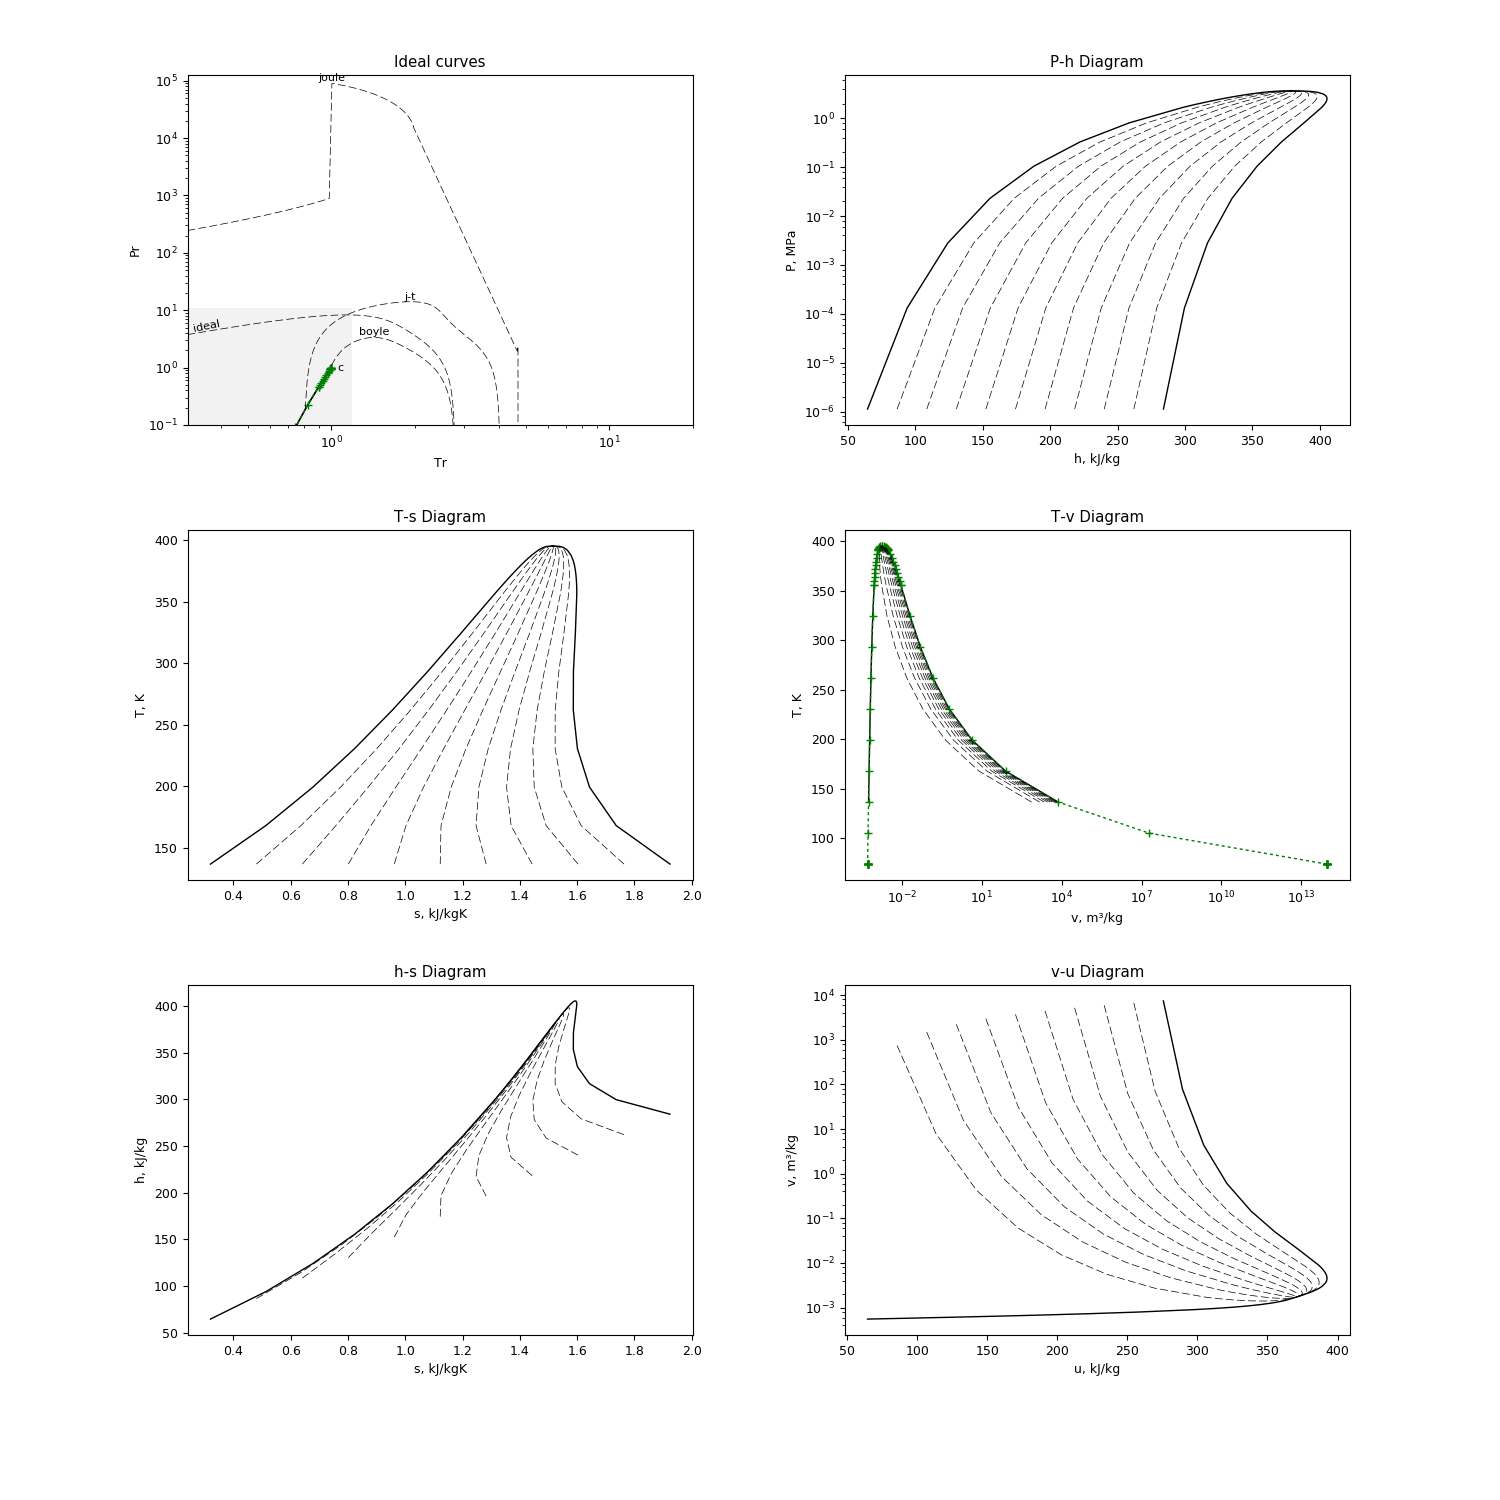 Ideal curves
10^5
10^4
10^3
10^2
10^1
10^0
10^−1
Pr
joule
j-t
ideal
boyle
c
10^0
10^1
Tr
P-h Diagram
10^0
10^−1
10^−2
10^−3
10^−4
10^−5
10^−6
P, MPa
50 100 150 200 250 300 350 400
h, kJ/kg
T-s Diagram
400
350
300
250
200
150
T, K
0.4 0.6 0.8 1.0 1.2 1.4 1.6 1.8 2.0
s, kJ/kgK
T-v Diagram
400
350
300
250
200
150
100
T, K
10^−2 10^1 10^4 10^7 10^10 10^13
v, m³/kg
h-s Diagram
400
350
300
250
200
150
100
50
h, kJ/kg
0.4 0.6 0.8 1.0 1.2 1.4 1.6 1.8 2.0
s, kJ/kgK
v-u Diagram
10^4
10^3
10^2
10^1
10^0
10^−1
10^−2
10^−3
v, m³/kg
50 100 150 200 250 300 350 400
u, kJ/kg